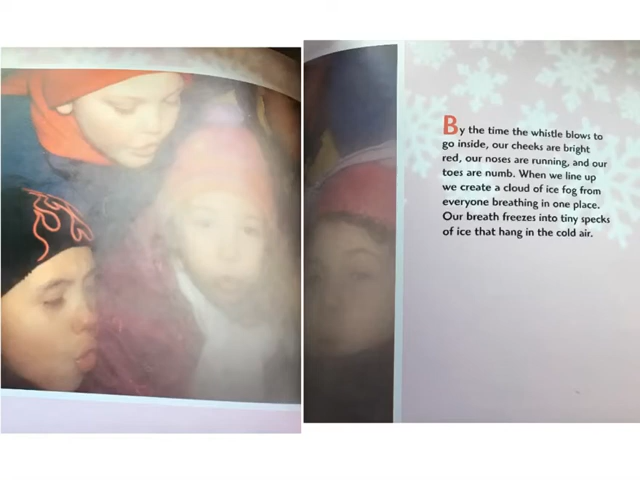 By the time the whistle blows to
go inside, our cheeks are bright
red, our noses are running, and our
toes are numb. When we line up
we create a cloud of ice fog from
everyone breathing in one place.
Our breath freezes into tiny specks
of ice that hang in the cold air.